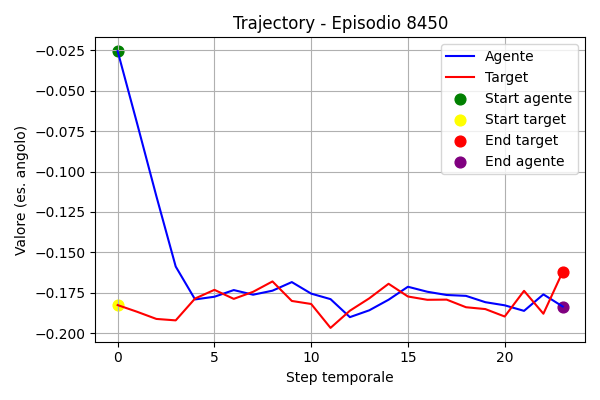 Trajectory - Episodio 8450
Valore (es. angolo)
−0.025
−0.050
−0.075
−0.100
−0.125
−0.150
−0.175
−0.200
Agente
Target
Start agente
Start target
End target
End agente
0
5
10
15
20
Step temporale